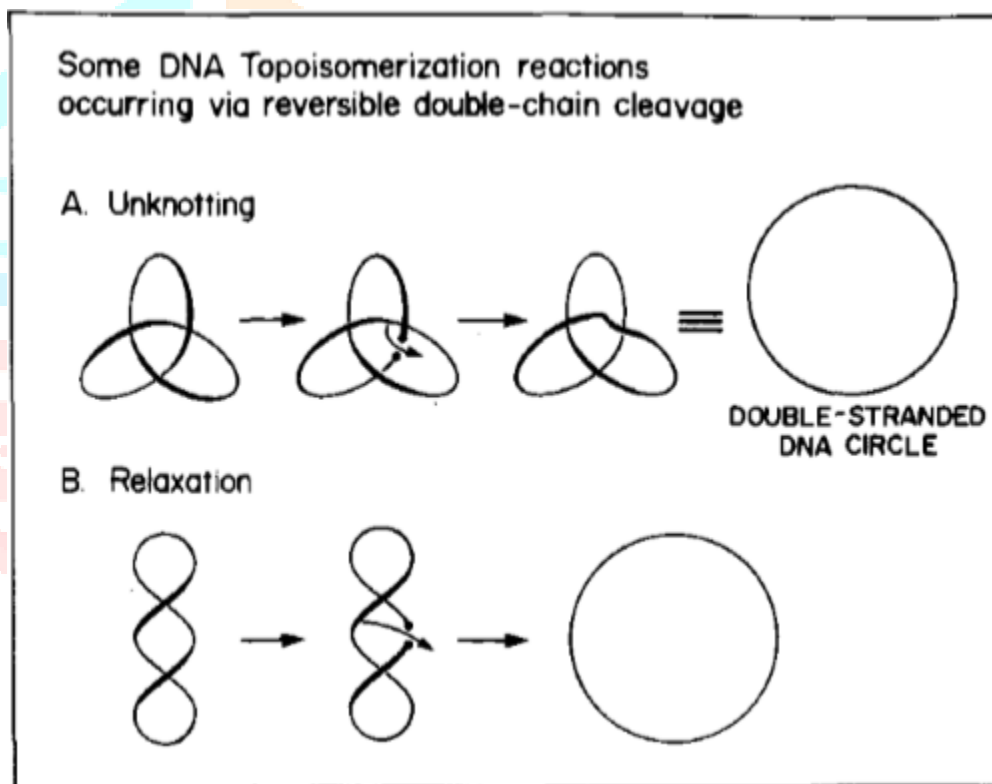 Some DNA Topoisomerization reactions
occurring via reversible double-chain cleavage
A. Unknotting
DOUBLE-STRANDED
DNA CIRCLE
B. Relaxation